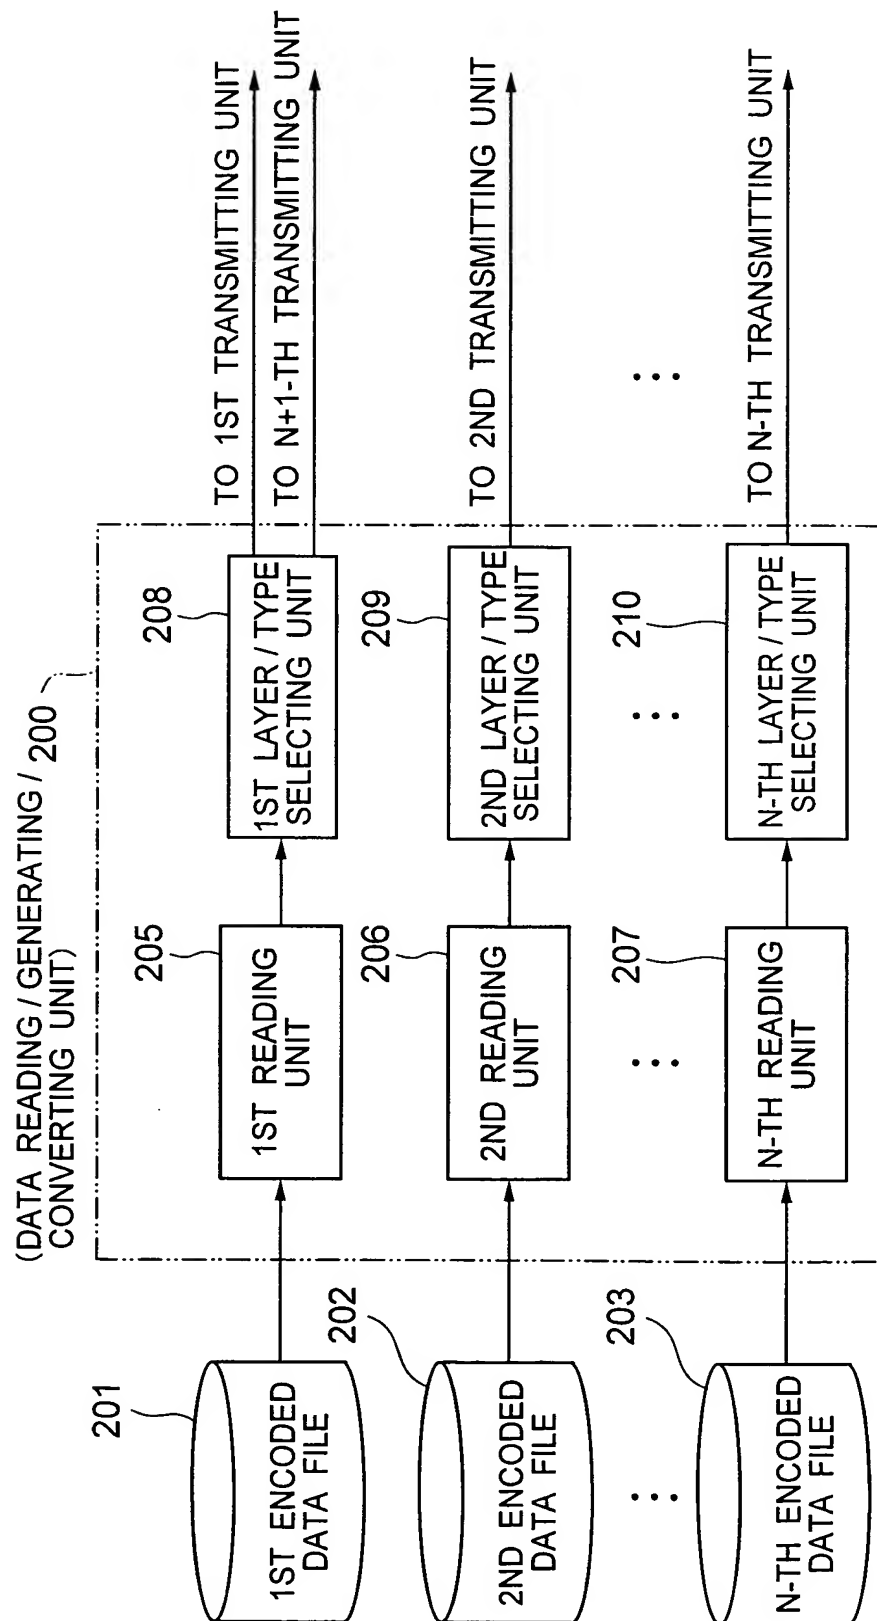 (DATA READING / GENERATING /
CONVERTING UNIT)
200
201
1ST ENCODED
DATA FILE
205
1ST READING
UNIT
208
1ST LAYER / TYPE
SELECTING UNIT
TO 1ST TRANSMITTING UNIT
TO N+1-TH TRANSMITTING UNIT
202
2ND ENCODED
DATA FILE
206
2ND READING
UNIT
209
2ND LAYER / TYPE
SELECTING UNIT
TO 2ND TRANSMITTING UNIT
...
...
...
...
203
N-TH ENCODED
DATA FILE
207
N-TH READING
UNIT
210
N-TH LAYER / TYPE
SELECTING UNIT
TO N-TH TRANSMITTING UNIT